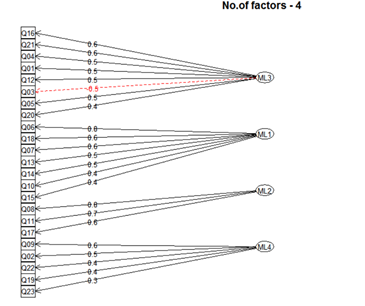 No.of factors - 4
Q16
Q21
Q04
Q01
Q12
Q03
Q05
Q20
Q06
Q18
Q07
Q13
Q14
Q10
Q15
Q08
Q11
Q17
Q09
Q02
Q22
Q19
Q23
0.6
0.6
0.5
0.5
0.5
-0.5
0.5
0.4
0.8
0.6
0.6
0.5
0.5
0.4
0.4
0.8
0.7
0.6
0.6
0.5
0.4
0.4
0.3
ML3
ML1
ML2
ML4